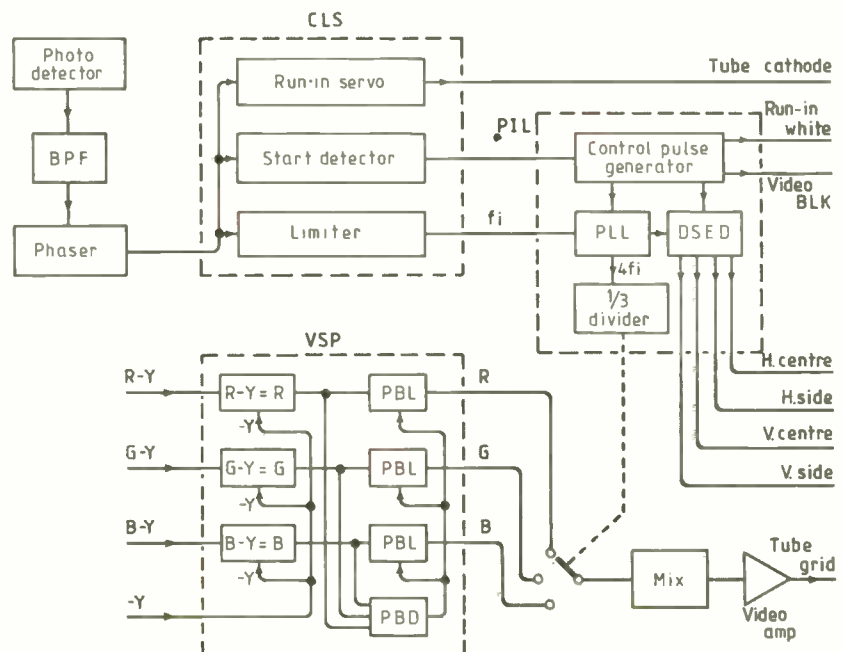 CLS
Photo
detector
BPF
Phaser
Run-in servo
Start detector
Limiter
fi
Tube cathode
PIL
Run-in
white
Control pulse
generator
Video
BLK
PLL
DSED
4fi
1/3
divider
H.centre
H.side
V.centre
V.side
VSP
R-Y
R-Y=R
PBL
R
-Y
G-Y
G-Y=G
PBL
G
-Y
B-Y
B-Y=B
PBL
B
-Y
-Y
PBD
Mix
Tube
grid
Video
amp